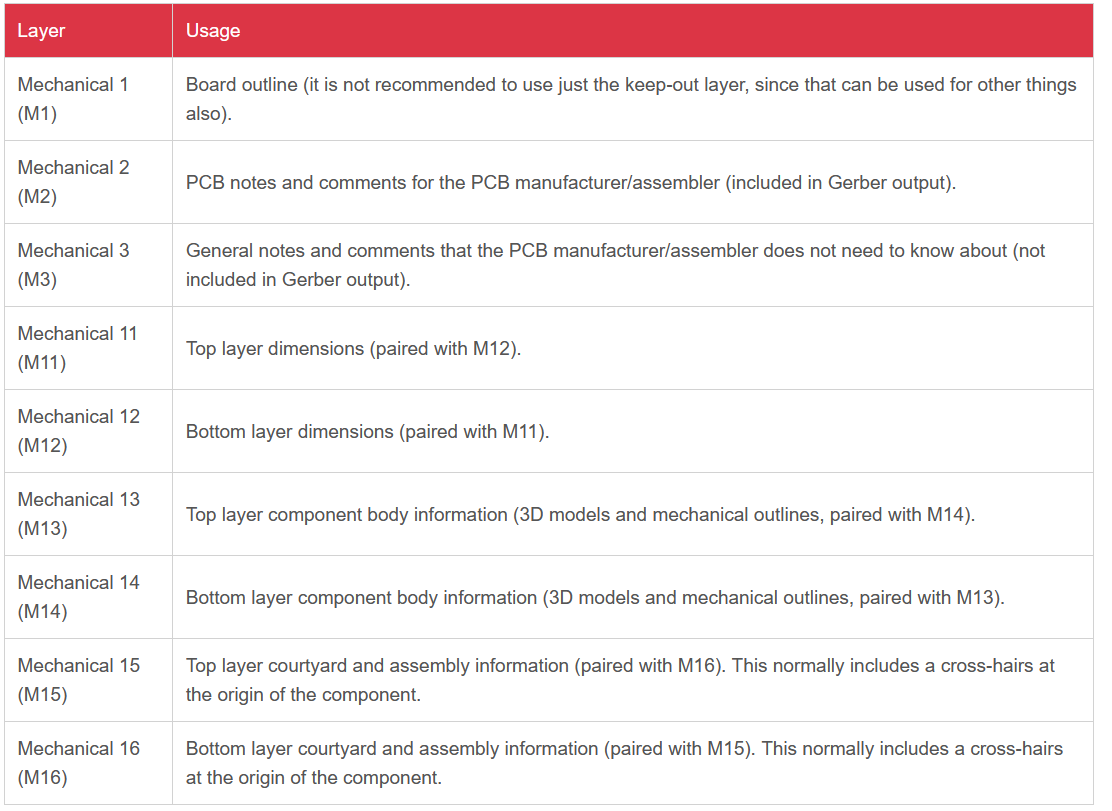 Layer
Usage
Mechanical 1
(M1)
Board outline (it is not recommended to use just the keep-out layer, since that can be used for other things
also).
Mechanical 2
(M2)
PCB notes and comments for the PCB manufacturer/assembler (included in Gerber output).
Mechanical 3
(M3)
General notes and comments that the PCB manufacturer/assembler does not need to know about (not
included in Gerber output).
Mechanical 11
(M11)
Top layer dimensions (paired with M12).
Mechanical 12
(M12)
Bottom layer dimensions (paired with M11).
Mechanical 13
(M13)
Top layer component body information (3D models and mechanical outlines, paired with M14).
Mechanical 14
(M14)
Bottom layer component body information (3D models and mechanical outlines, paired with M13).
Mechanical 15
(M15)
Top layer courtyard and assembly information (paired with M16). This normally includes a cross-hairs at
the origin of the component.
Mechanical 16
(M16)
Bottom layer courtyard and assembly information (paired with M15). This normally includes a cross-hairs
at the origin of the component.